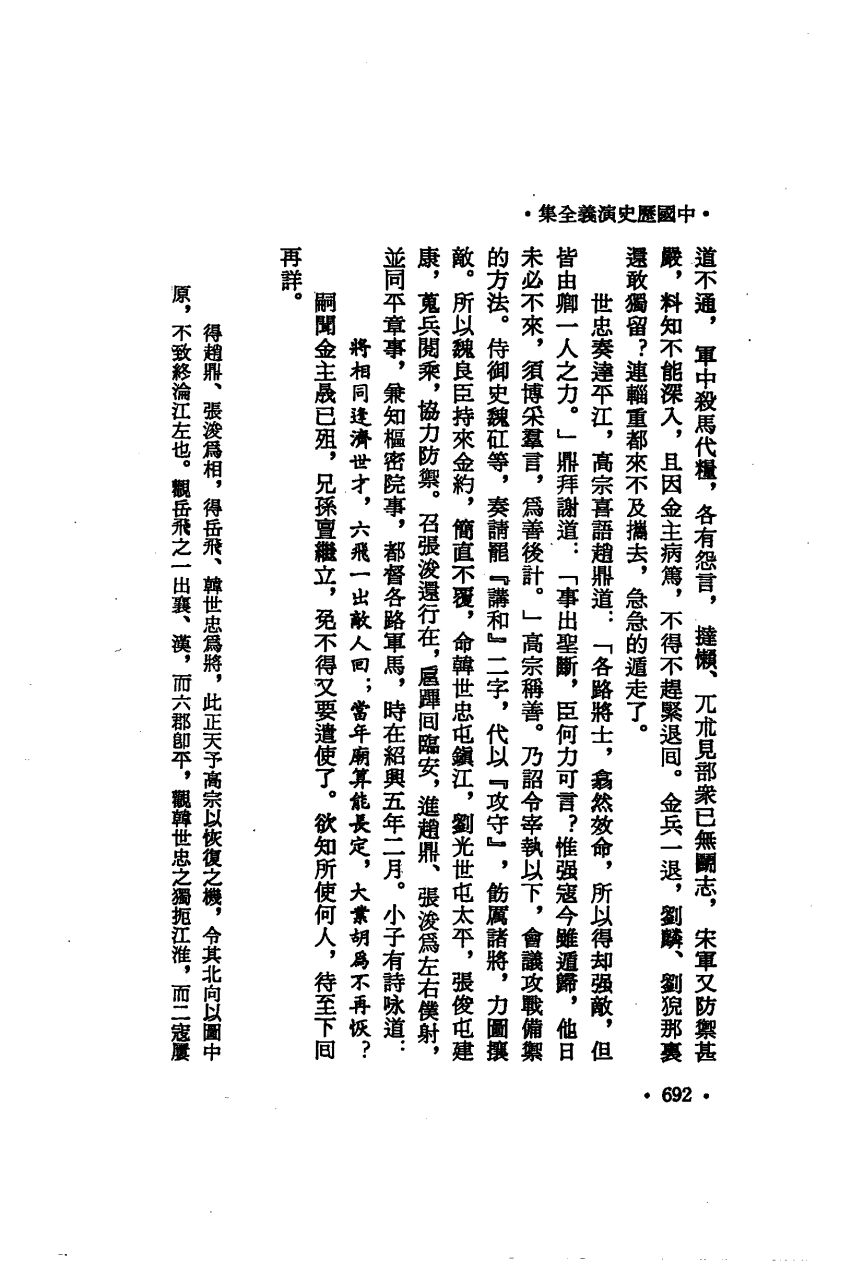 ·中國歷史演義全集·
道不通，軍中殺馬代糧，各有怨言，撻懶、兀朮見部衆已無鬭志，宋軍又防禦甚
嚴，料知不能深入，且因金主病篤，不得不趕緊退囘。金兵一退，劉麟、劉猊那裏
還敢獨留？連輜重都來不及攜去，急急的遁走了。
世忠奏達平江，高宗喜語趙鼎道：「各路將士，翕然效命，所以得却强敵，但
皆由卿一人之力。」鼎拜謝道：「事出聖斷，臣何力可言？惟强寇今雖遁歸，他日
未必不來，須博采羣言，爲善後計。」高宗稱善。乃詔令宰執以下，會議攻戰備禦
的方法。侍御史魏矼等，奏請罷『講和』二字，代以『攻守』，飭厲諸將，力圖攘
敵。所以魏良臣持來金約，簡直不覆，命韓世忠屯鎭江，劉光世屯太平，張俊屯建
康，蒐兵閱乘，協力防禦。召張浚還行在，扈蹕囘臨安，進趙鼎、張浚爲左右僕射，
並同平章事，兼知樞密院事，都督各路軍馬，時在紹興五年二月。小子有詩咏道：
將相同逢濟世才，六飛一出敵人回；當年廟算能長定，大業胡爲不再恢？
嗣聞金主晟已殂，兄孫亶繼立，免不得又要遣使了。欲知所使何人，待至下囘
再詳。
得趙鼎、張浚爲相，得岳飛、韓世忠爲將，此正天予高宗以恢復之機，令其北向以圖中
原，不致終淪江左也。觀岳飛之一出襄、漢，而六郡卽平，觀韓世忠之獨扼江淮，而二寇屢
·692·